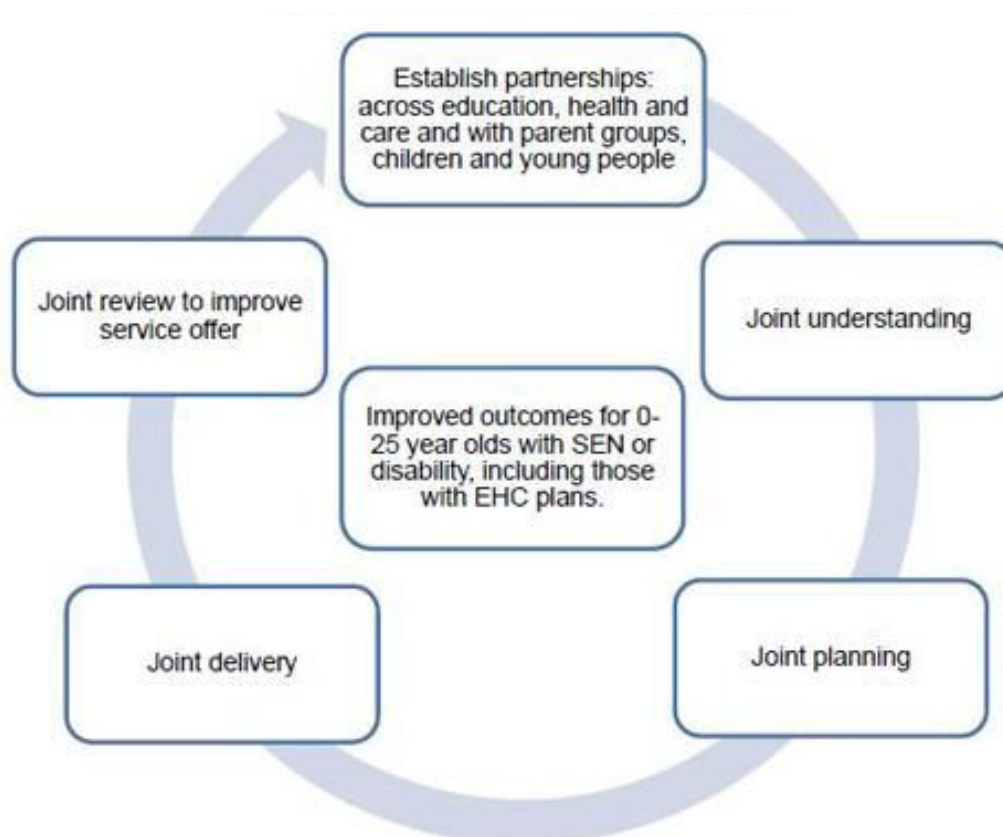 Establish partnerships:
across education, health and
care and with parent groups,
children and young people
Joint understanding
Joint planning
Joint delivery
Joint review to improve
service offer
Improved outcomes for 0-
25 year olds with SEN or
disability, including those
with EHC plans.